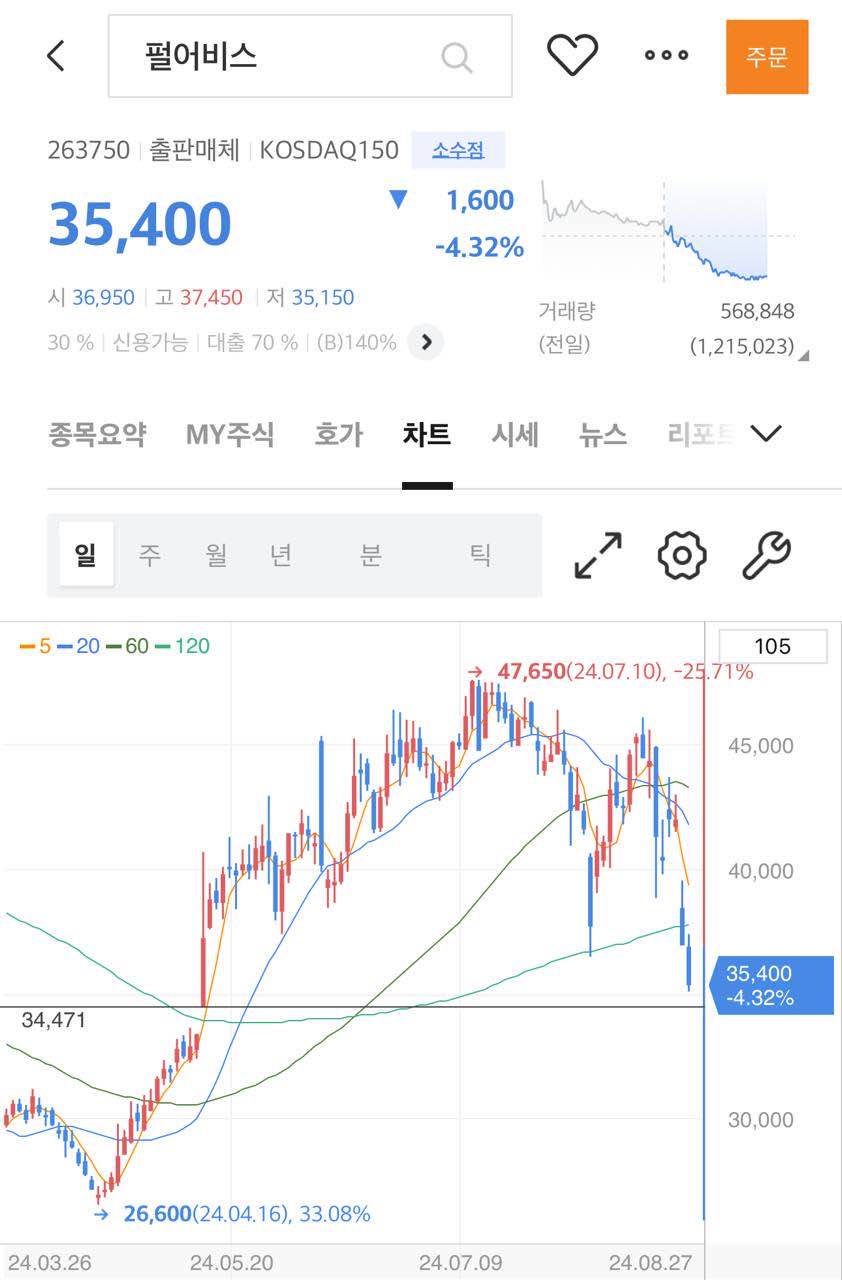 펄어비스
주문
263750 출판매체 KOSDAQ150 소수점
35,400 ▼ 1,600
-4.32%
시 36,950 고 37,450 저 35,150
거래량 568,848
30 % 신용가능 대출 70 % (B)140%
(전일) (1,215,023)
종목요약 MY주식 호가 차트 시세 뉴스 리포트
일 주 월 년 분 틱
5 20 60 120
105
→ 47,650(24.07.10), -25.71%
45,000
40,000
35,400
-4.32%
34,471
30,000
→ 26,600(24.04.16), 33.08%
24.03.26 24.05.20 24.07.09 24.08.27